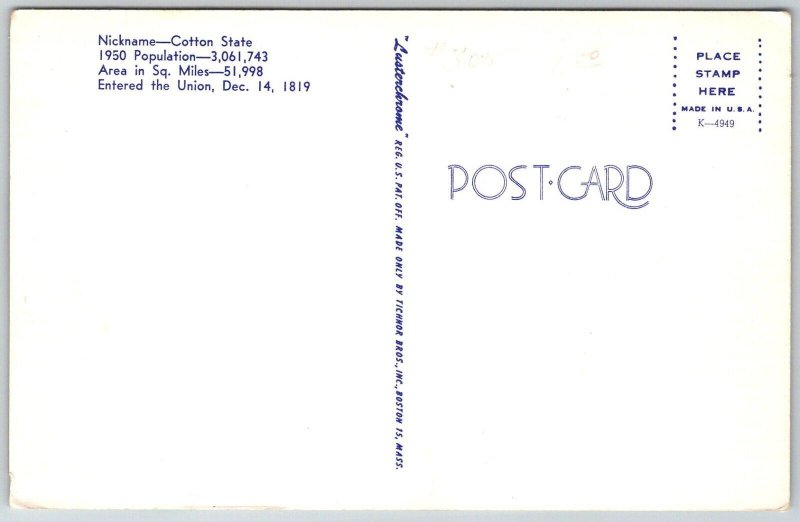 Nickname—Cotton State
1950 Population—3,061,743
Area in Sq. Miles—51,998
Entered the Union, Dec. 14, 1819
"Lusterchrome" REG. U.S. PAT. OFF. MADE ONLY BY TICHNOR BROS., INC., BOSTON 15, MASS.
PLACE
STAMP
HERE
MADE IN U.S.A.
K—4949
POST·CARD